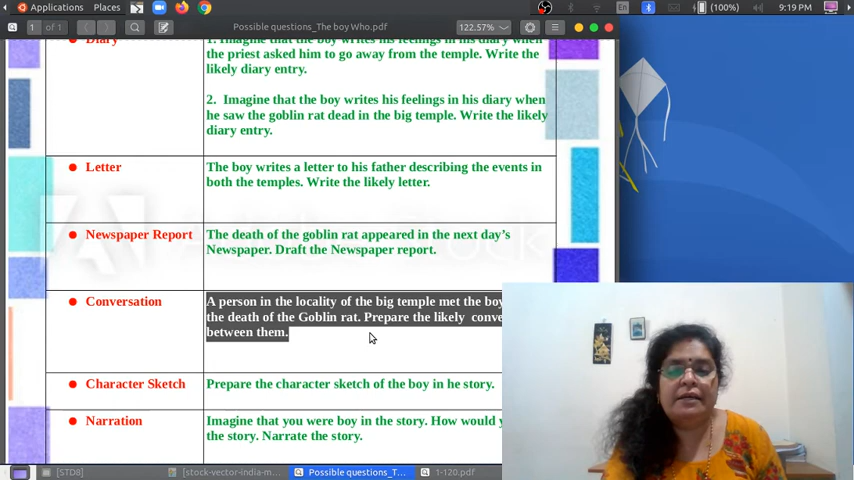 Applications
Places
En
(100%)
9:19 PM
1 of 1
Possible questions_The boy Who.pdf
122.57%
Diary
1. Imagine that the boy writes his feelings in his diary when
the priest asked him to go away from the temple. Write the
likely diary entry.
2. Imagine that the boy writes his feelings in his diary when
he saw the goblin rat dead in the big temple. Write the likely
diary entry.
Letter
The boy writes a letter to his father describing the events in
both the temples. Write the likely letter.
Newspaper Report
The death of the goblin rat appeared in the next day's
Newspaper. Draft the Newspaper report.
Conversation
A person in the locality of the big temple met the boy
the death of the Goblin rat. Prepare the likely conve
between them.
Character Sketch
Prepare the character sketch of the boy in he story.
Narration
Imagine that you were boy in the story. How would y
the story. Narrate the story.
[STD8]
[stock-vector-india-m...
Possible questions_T...
1-120.pdf